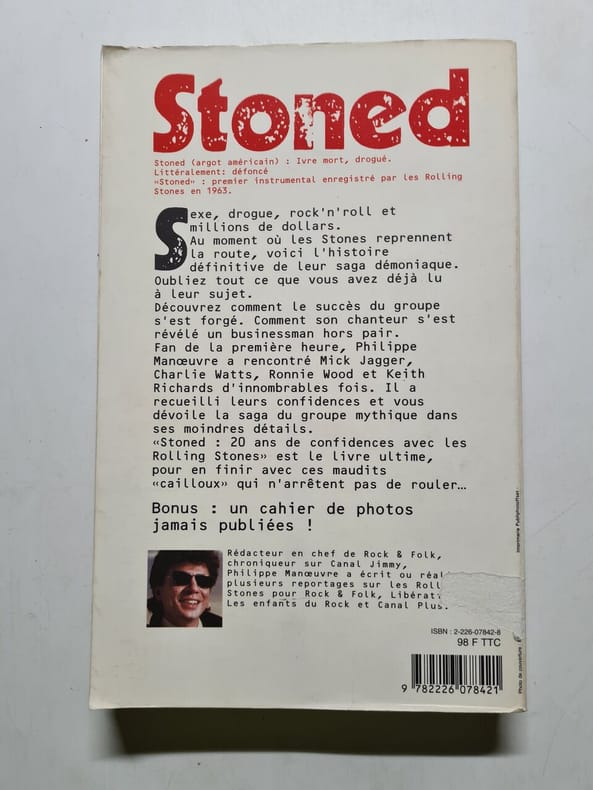 Stoned
Stoned (argot américain) : Ivre mort, drogué.
Littéralement: défoncé
«Stoned» : premier instrumental enregistré par les Rolling
Stones en 1963.
Sexe, drogue, rock'n'roll et
millions de dollars.
Au moment où les Stones reprennent
la route, voici l'histoire
définitive de leur saga démoniaque.
Oubliez tout ce que vous avez déjà lu
à leur sujet.
Découvrez comment le succès du groupe
s'est forgé. Comment son chanteur s'est
révélé un businessman hors pair.
Fan de la première heure, Philippe
Manœuvre a rencontré Mick Jagger,
Charlie Watts, Ronnie Wood et Keith
Richards d'innombrables fois. Il a
recueilli leurs confidences et vous
dévoile la saga du groupe mythique dans
ses moindres détails.
«Stoned : 20 ans de confidences avec les
Rolling Stones» est le livre ultime,
pour en finir avec ces maudits
«cailloux» qui n'arrêtent pas de rouler…
Bonus : un cahier de photos
jamais publiées !
Rédacteur en chef de Rock & Folk,
chroniqueur sur Canal Jimmy,
Philippe Manœuvre a écrit ou réal
plusieurs reportages sur les Roll
Stones pour Rock & Folk, Libérat
Les enfants du Rock et Canal Plus.
ISBN : 2-226-07842-8
98 F TTC
9 782226 078421
Photo de couverture :